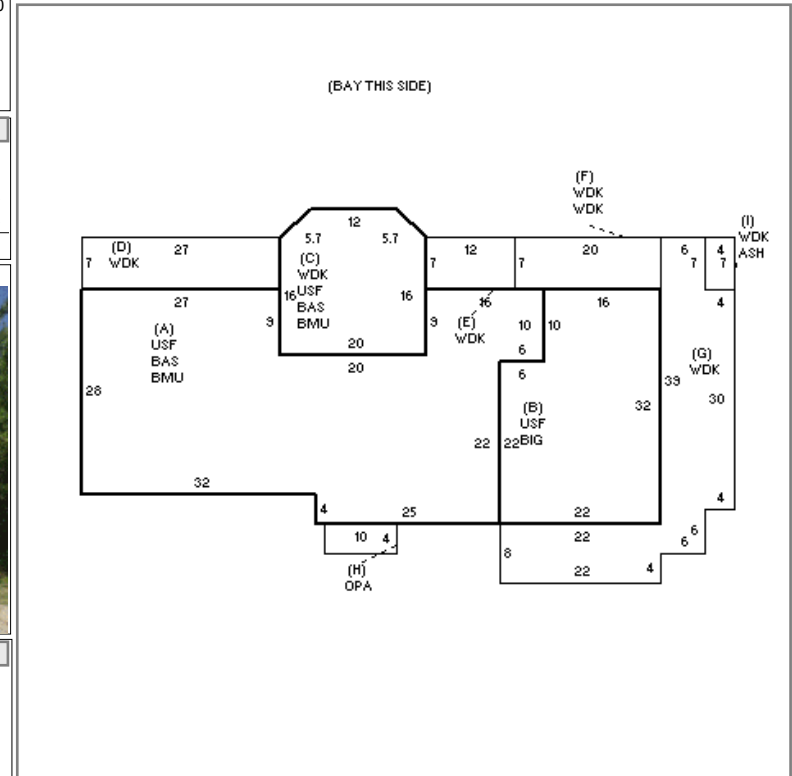 (BAY THIS SIDE)
(F)
WDK
WDK
(I)
WDK
ASH
12
5.7 5.7
(D)
WDK
27
7
(C)
WDK
USF
BAS
BMU
16 16
12
7
20
7
6
7
4
7
27
9
9
16
(E)
WDK
10 10
6
6
16
4
(A)
USF
BAS
BMU
20
20
(G)
WDK
28
39
30
32
(B)
USF
BIG
22 22
32
4
25
22
4
10 4
(H)
OPA
22
8
22
4
6
6